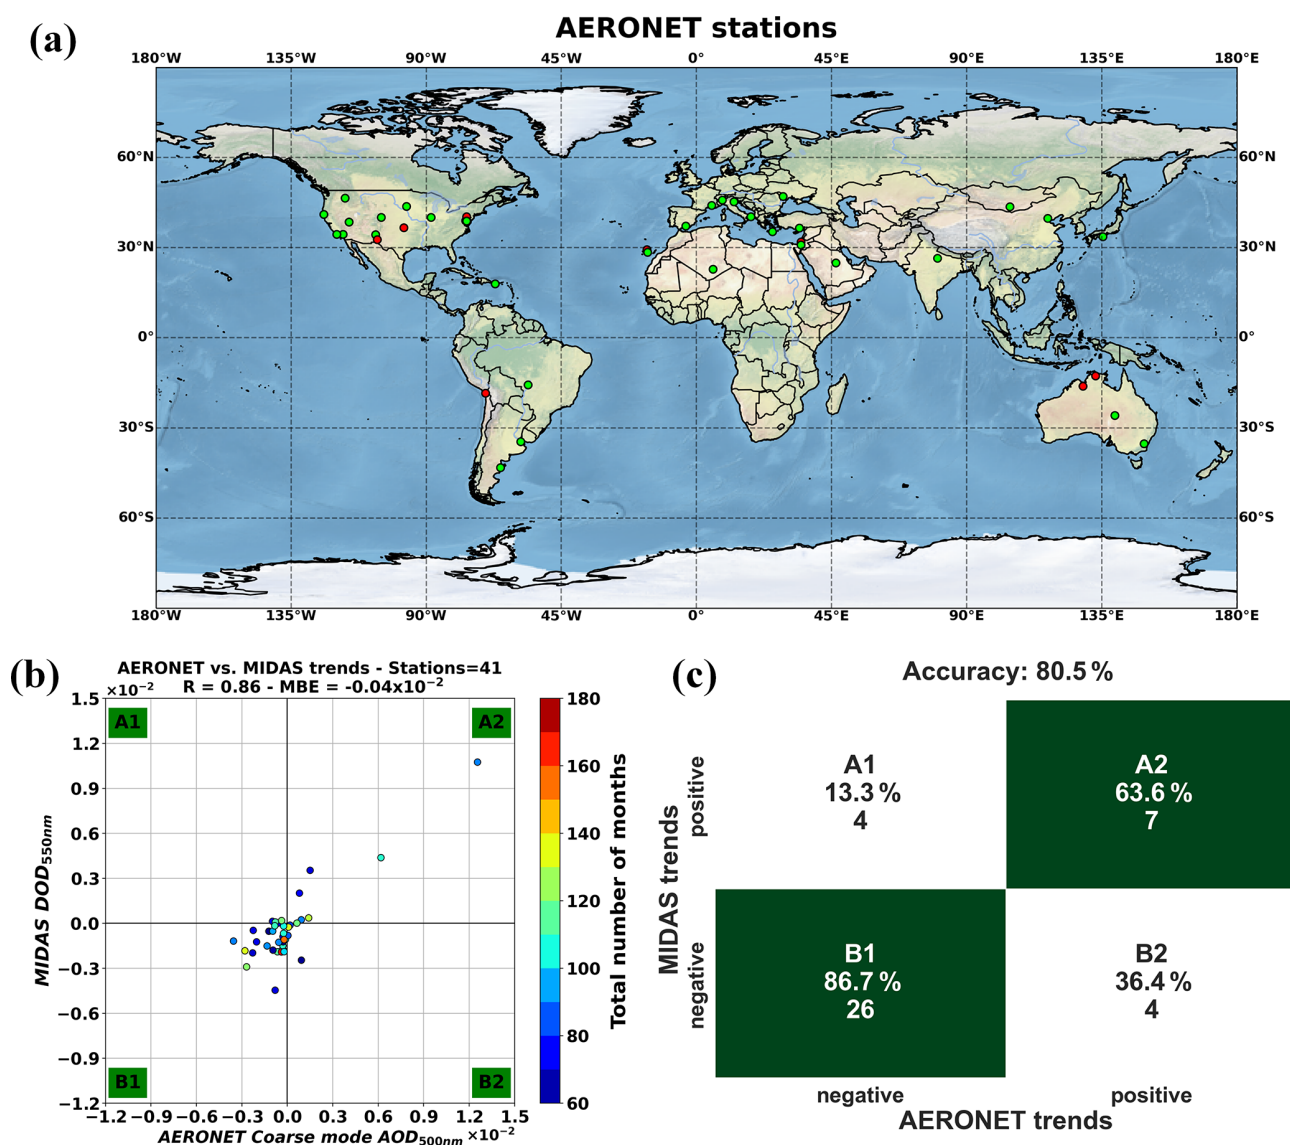 (a)
AERONET stations
180°W 135°W 90°W 45°W 0° 45°E 90°E 135°E 180°E
60°N 60°N
30°N 30°N
0° 0°
30°S 30°S
60°S 60°S
180°W 135°W 90°W 45°W 0° 45°E 90°E 135°E 180°E
(b)
AERONET vs. MIDAS trends - Stations=41
R = 0.86 - MBE = -0.04x10⁻²
×10⁻²
1.5
1.2
0.9
0.6
0.3
0.0
−0.3
−0.6
−0.9
−1.2
MIDAS DOD550nm
A1 A2
B1 B2
−1.2 −0.9 −0.6 −0.3 0.0 0.3 0.6 0.9 1.2 1.5
AERONET Coarse mode AOD500nm ×10⁻²
180
160
140
120
100
80
60
Total number of months
(c)
Accuracy: 80.5 %
MIDAS trends
positive
negative
A1
13.3 %
4
A2
63.6 %
7
B1
86.7 %
26
B2
36.4 %
4
negative positive
AERONET trends